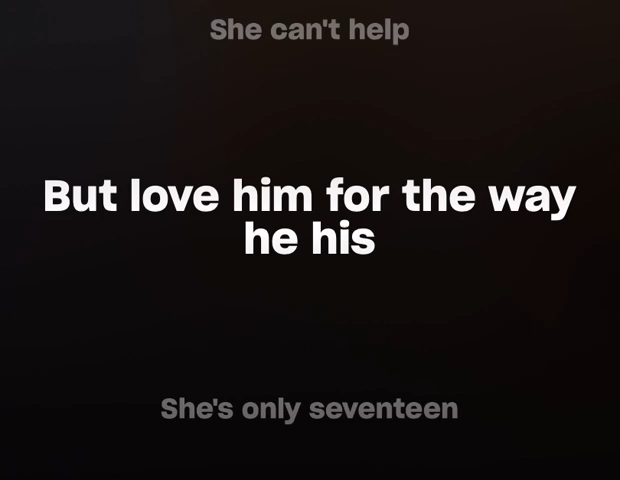 She can't help
But love him for the way
he his
She's only seventeen